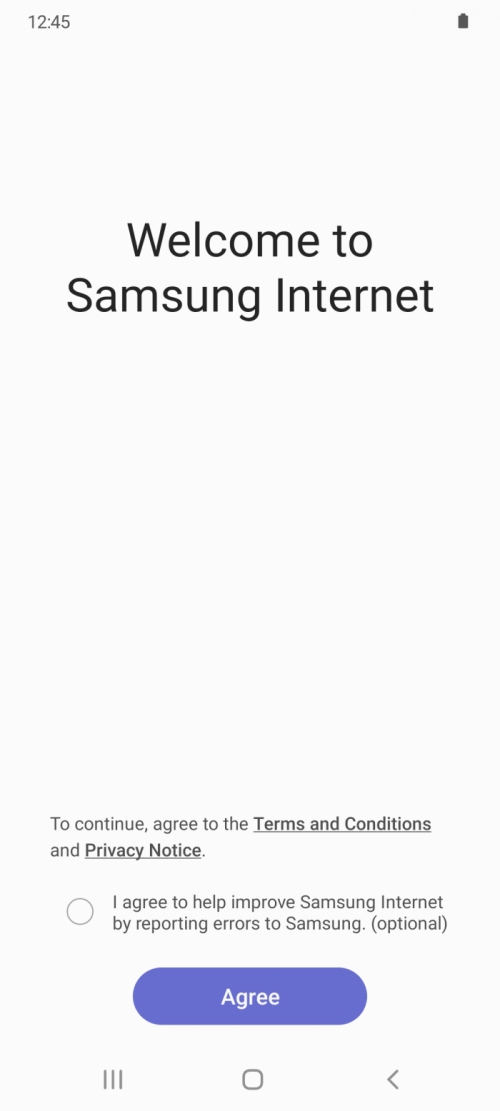 12:45
Welcome to
Samsung Internet
To continue, agree to the Terms and Conditions
and Privacy Notice.
I agree to help improve Samsung Internet
by reporting errors to Samsung. (optional)
Agree